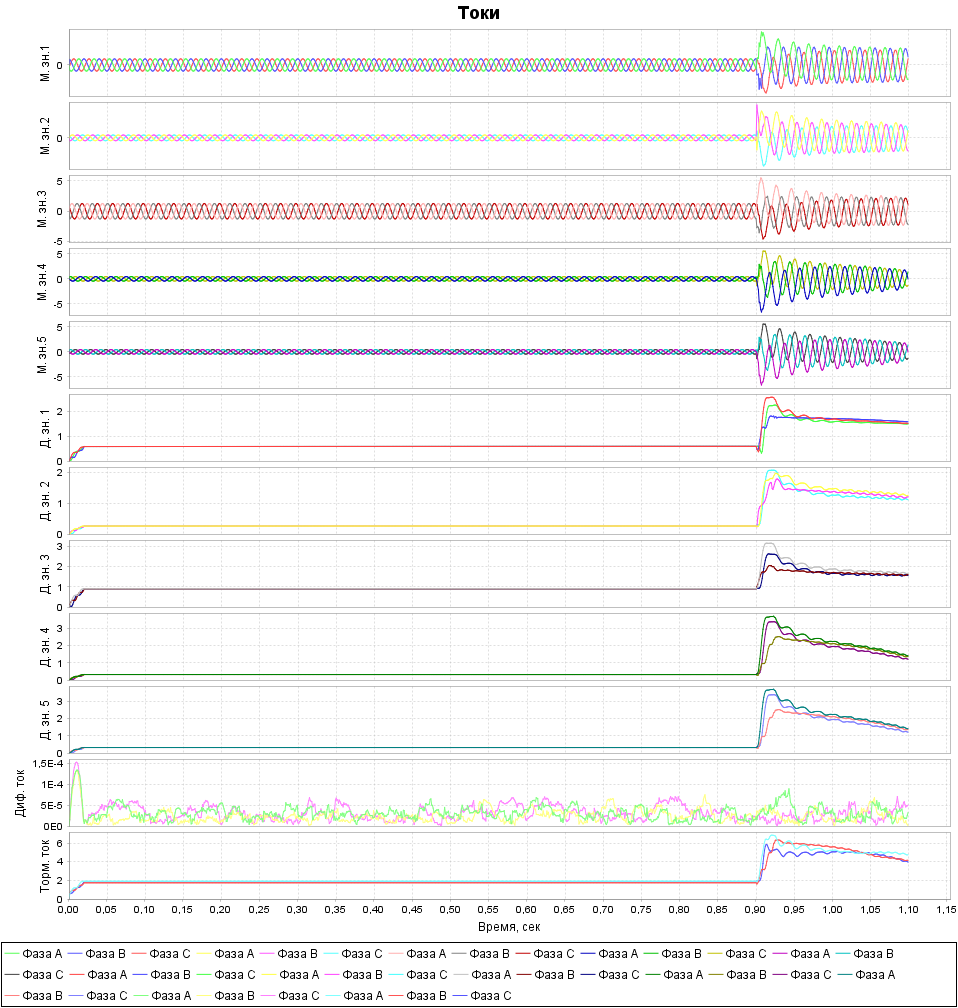 Токи
М. зн.1
0
М. зн.2
0
М. зн.3
5
0
-5
М. зн.4
5
0
-5
М. зн.5
5
0
-5
Д. зн. 1
2
1
0
Д. зн. 2
2
1
0
Д. зн. 3
3
2
1
0
Д. зн. 4
3
2
1
0
Д. зн. 5
3
2
1
0
Диф. ток
1,5E-4
1E-4
5E-5
0E0
Торм. ток
6
4
2
0
0,00 0,05 0,10 0,15 0,20 0,25 0,30 0,35 0,40 0,45 0,50 0,55 0,60 0,65 0,70 0,75 0,80 0,85 0,90 0,95 1,00 1,05 1,10 1,15
Время, сек
Фаза A Фаза B Фаза C Фаза A Фаза B Фаза C Фаза A Фаза B Фаза C Фаза A Фаза B Фаза C Фаза A Фаза B
Фаза C Фаза A Фаза B Фаза C Фаза A Фаза B Фаза C Фаза A Фаза B Фаза C Фаза A Фаза B Фаза C Фаза A
Фаза B Фаза C Фаза A Фаза B Фаза C Фаза A Фаза B Фаза C